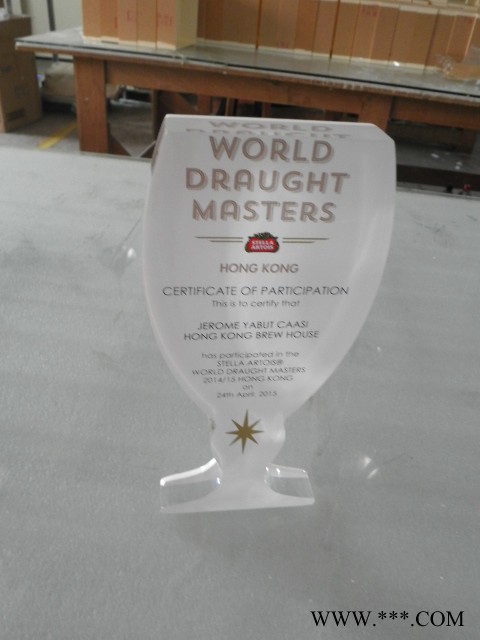 WORLD
DRAUGHT
MASTERS
STELLA
ARTOIS
HONG KONG
CERTIFICATE OF PARTICIPATION
This is to certify that
JEROME YABUT CAASI
HONG KONG BREW HOUSE
has participated in the
STELLA ARTOIS®
WORLD DRAUGHT MASTERS
2014/15 HONG KONG
on
24th April, 2015
WWW.***.COM